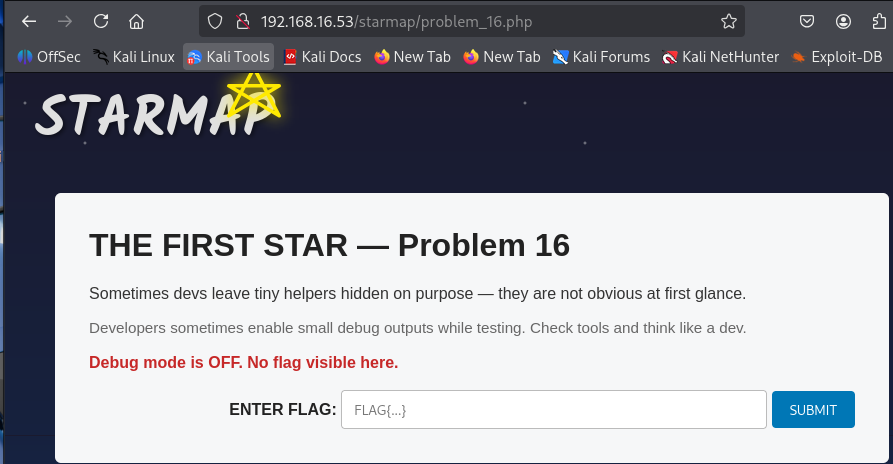 192.168.16.53/starmap/problem_16.php
OffSec Kali Linux Kali Tools Kali Docs New Tab New Tab Kali Forums Kali NetHunter Exploit-DB
STARMAP
THE FIRST STAR — Problem 16
Sometimes devs leave tiny helpers hidden on purpose — they are not obvious at first glance.
Developers sometimes enable small debug outputs while testing. Check tools and think like a dev.
Debug mode is OFF. No flag visible here.
ENTER FLAG: FLAG{...} SUBMIT